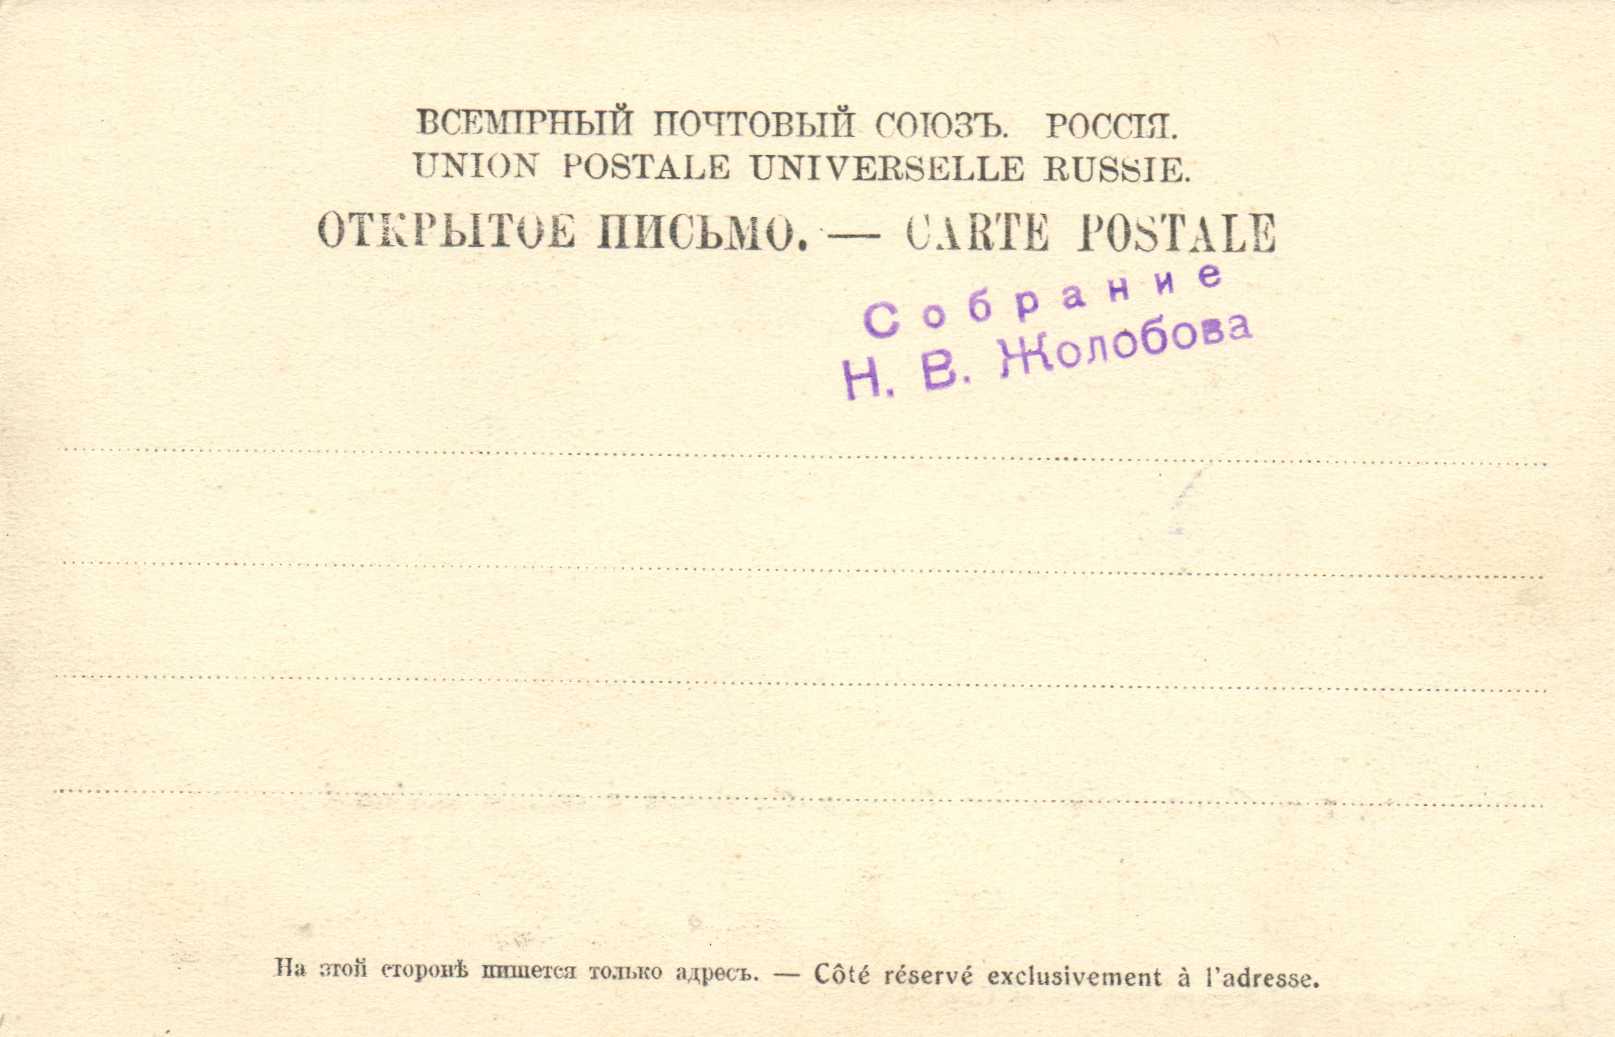 ВСЕМІРНЫЙ ПОЧТОВЫЙ СОЮЗЪ. РОССІЯ.
UNION POSTALE UNIVERSELLE RUSSIE.
ОТКРЫТОЕ ПИСЬМО. — CARTE POSTALE
Собрание
Н. В. Жолобова
На этой сторонѣ пишется только адресъ. — Côté réservé exclusivement à l'adresse.